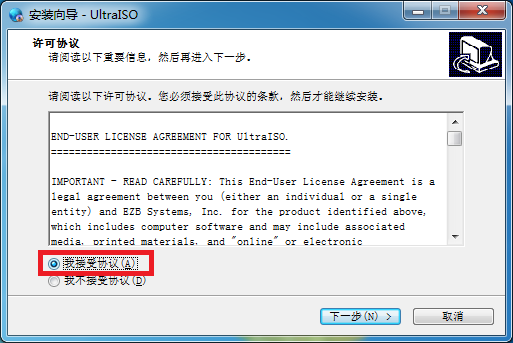 安装向导 - UltraISO
许可协议
请阅读以下重要信息，然后再进入下一步。
请阅读以下许可协议。您必须接受此协议的条款，然后才能继续安装。
END-USER LICENSE AGREEMENT FOR UltraISO.
========================================
IMPORTANT - READ CAREFULLY: This End-User License Agreement is a
legal agreement between you (either an individual or a single
entity) and EZB Systems, Inc. for the product identified above,
which includes computer software and may include associated
media, printed materials, and "online" or electronic
我接受协议(A)
我不接受协议(D)
下一步(N) >
取消